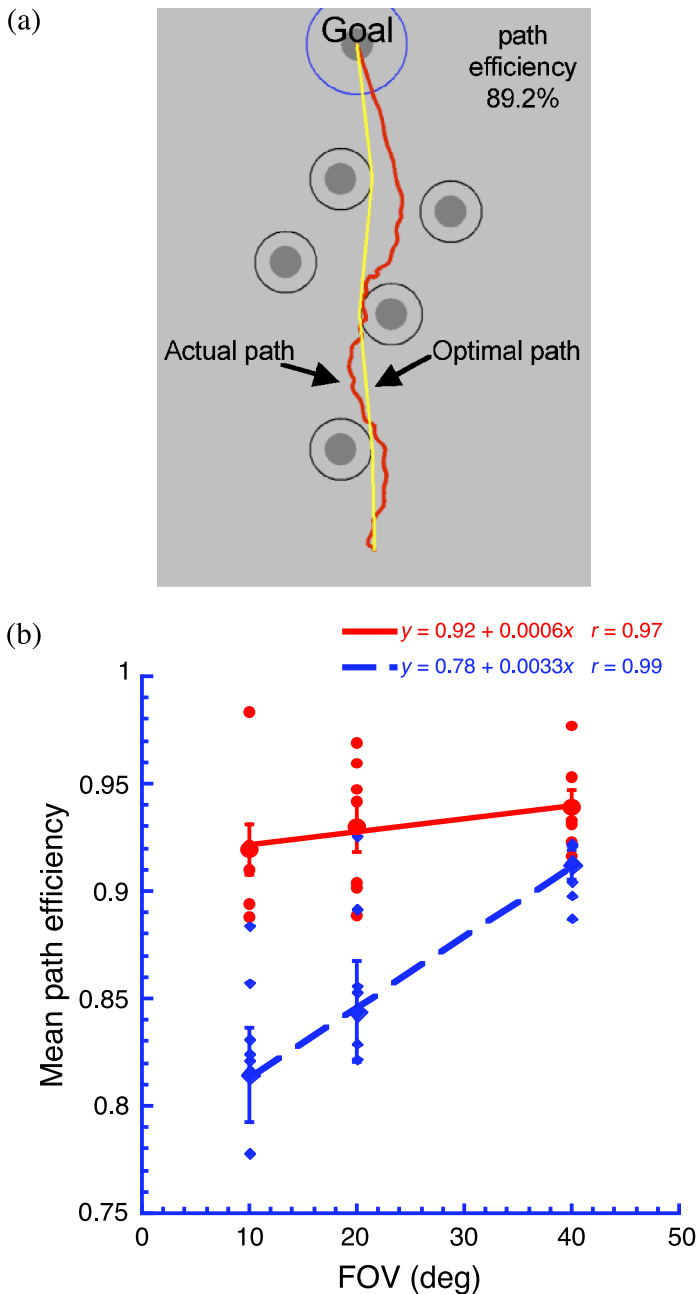 (a)
Goal
path
efficiency
89.2%
Actual path
Optimal path
(b)
y = 0.92 + 0.0006x r = 0.97
y = 0.78 + 0.0033x r = 0.99
1
0.95
0.9
0.85
0.8
0.75
Mean path efficiency
0 10 20 30 40 50
FOV (deg)